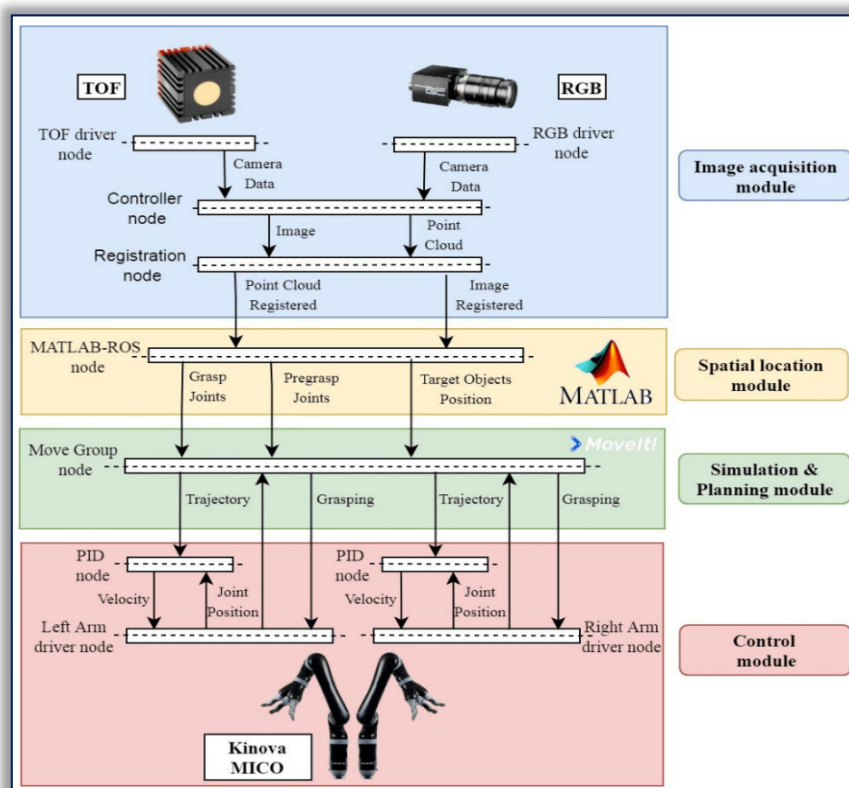 TOF
RGB
TOF driver
node
RGB driver
node
Camera
Data
Camera
Data
Controller
node
Image
Point
Cloud
Registration
node
Point Cloud
Registered
Image
Registered
Image acquisition
module
MATLAB-ROS
node
Grasp
Joints
Pregrasp
Joints
Target Objects
Position
MATLAB
Spatial location
module
Move Group
node
MoveIt!
Trajectory
Grasping
Trajectory
Grasping
Simulation &
Planning module
PID
node
PID
node
Velocity
Joint
Position
Velocity
Joint
Position
Left Arm
driver node
Right Arm
driver node
Kinova
MICO
Control
module